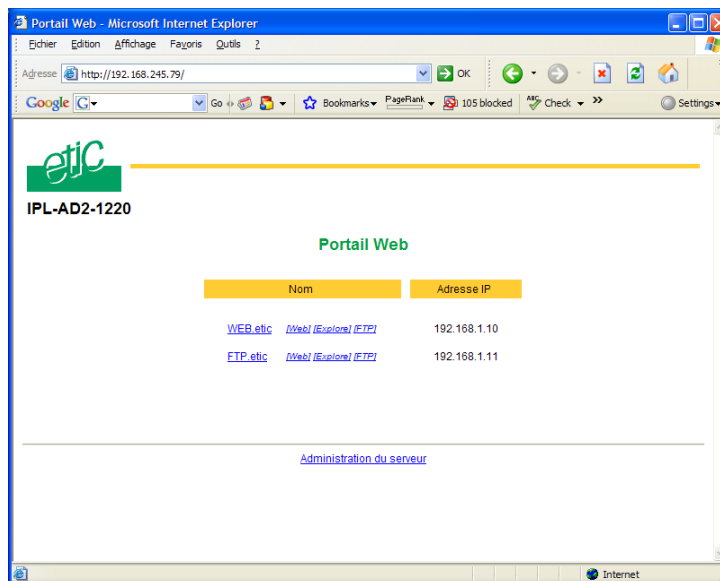 Portail Web - Microsoft Internet Explorer
Fichier Edition Affichage Favoris Outils ?
Adresse http://192.168.245.79/ OK
Google G Go Bookmarks PageRank 105 blocked ABC Check >> Settings
etic
IPL-AD2-1220
Portail Web
Nom Adresse IP
WEB.etic [Web] [Explore] [FTP] 192.168.1.10
FTP.etic [Web] [Explore] [FTP] 192.168.1.11
Administration du serveur
Internet